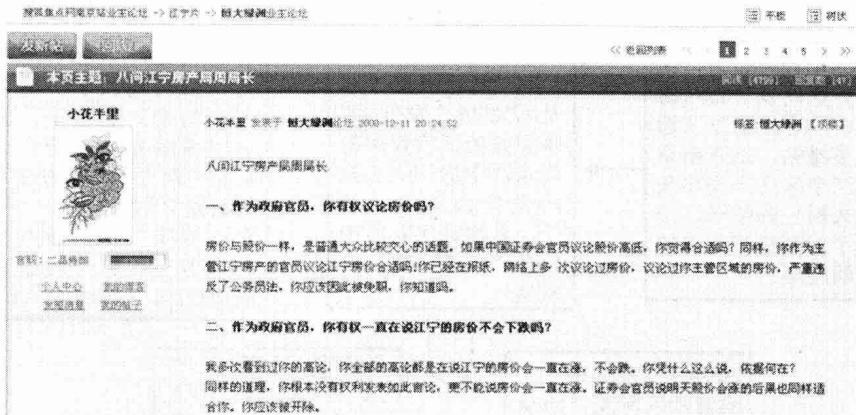 搜狐焦点网南京站业主论坛 -> 江宁片 -> 恒大绿洲业主论坛
平板 树状
发新帖 回复
<< 返回列表 1 2 3 4 5 > >>
本页主题：八问江宁房产局周局长
小花半里
小花半里 发表于 恒大绿洲论坛 2008-12-11 20:24:52
标签 恒大绿洲 【顶楼】
八问江宁房产局周局长
一、作为政府官员，你有权议论房价吗？
房价与股价一样，是普通大众比较关心的话题。如果中国证券会官员议论股价高低，你觉得合适吗？同样，你作为主
管江宁房产的官员议论江宁房价合适吗！你已经在报纸，网络上多 次议论过房价，议论过你主管区域的房价，严重违
反了公务员法，你应该因此被免职，你知道吗。
个人中心
发短消息
二、作为政府官员，你有权一直在说江宁的房价不会下跌吗？
我多次看到过你的高论，你全部的高论都是在说江宁的房价会一直在涨，不会跌。你凭什么这么说，依据何在？
同样的道理，你根本没有权利发表如此言论，更不能说房价会一直在涨。证券会官员说明天股价会涨的后果也同样适
合你。你应该被开除。